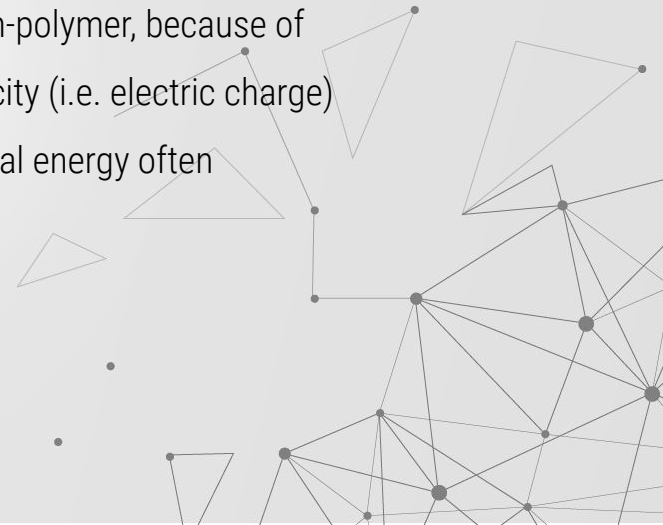 -polymer, because of
city (i.e. electric charge)
al energy often